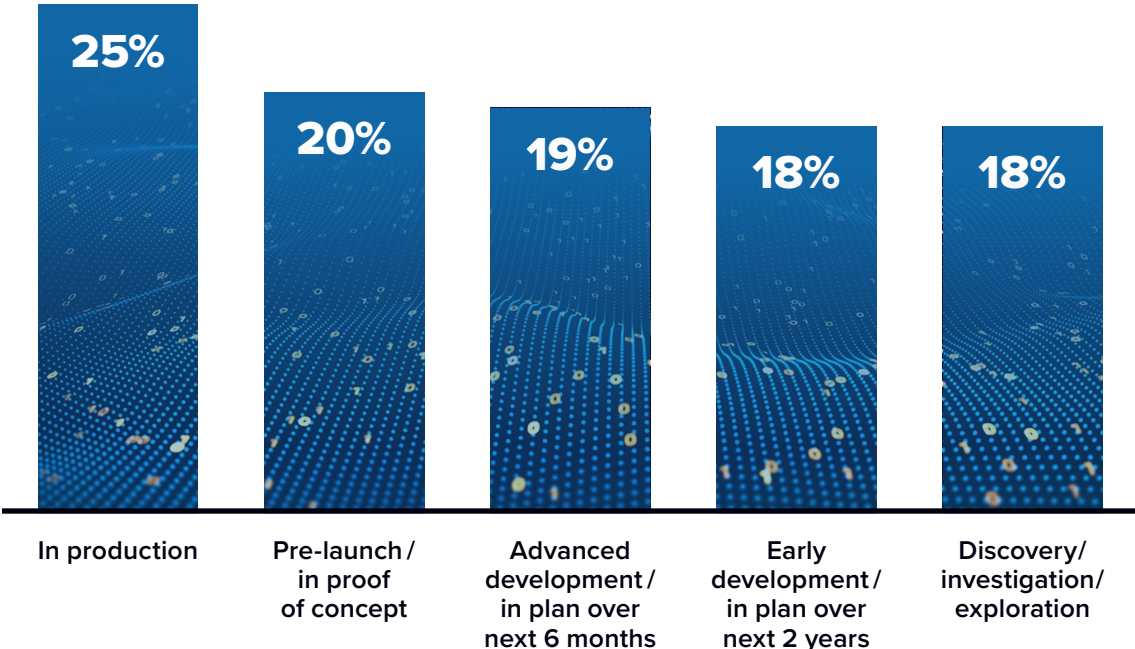 25%
20%
19%
18%
18%
In production
Pre-launch /
in proof
of concept
Advanced
development /
in plan over
next 6 months
Early
development /
in plan over
next 2 years
Discovery/
investigation/
exploration